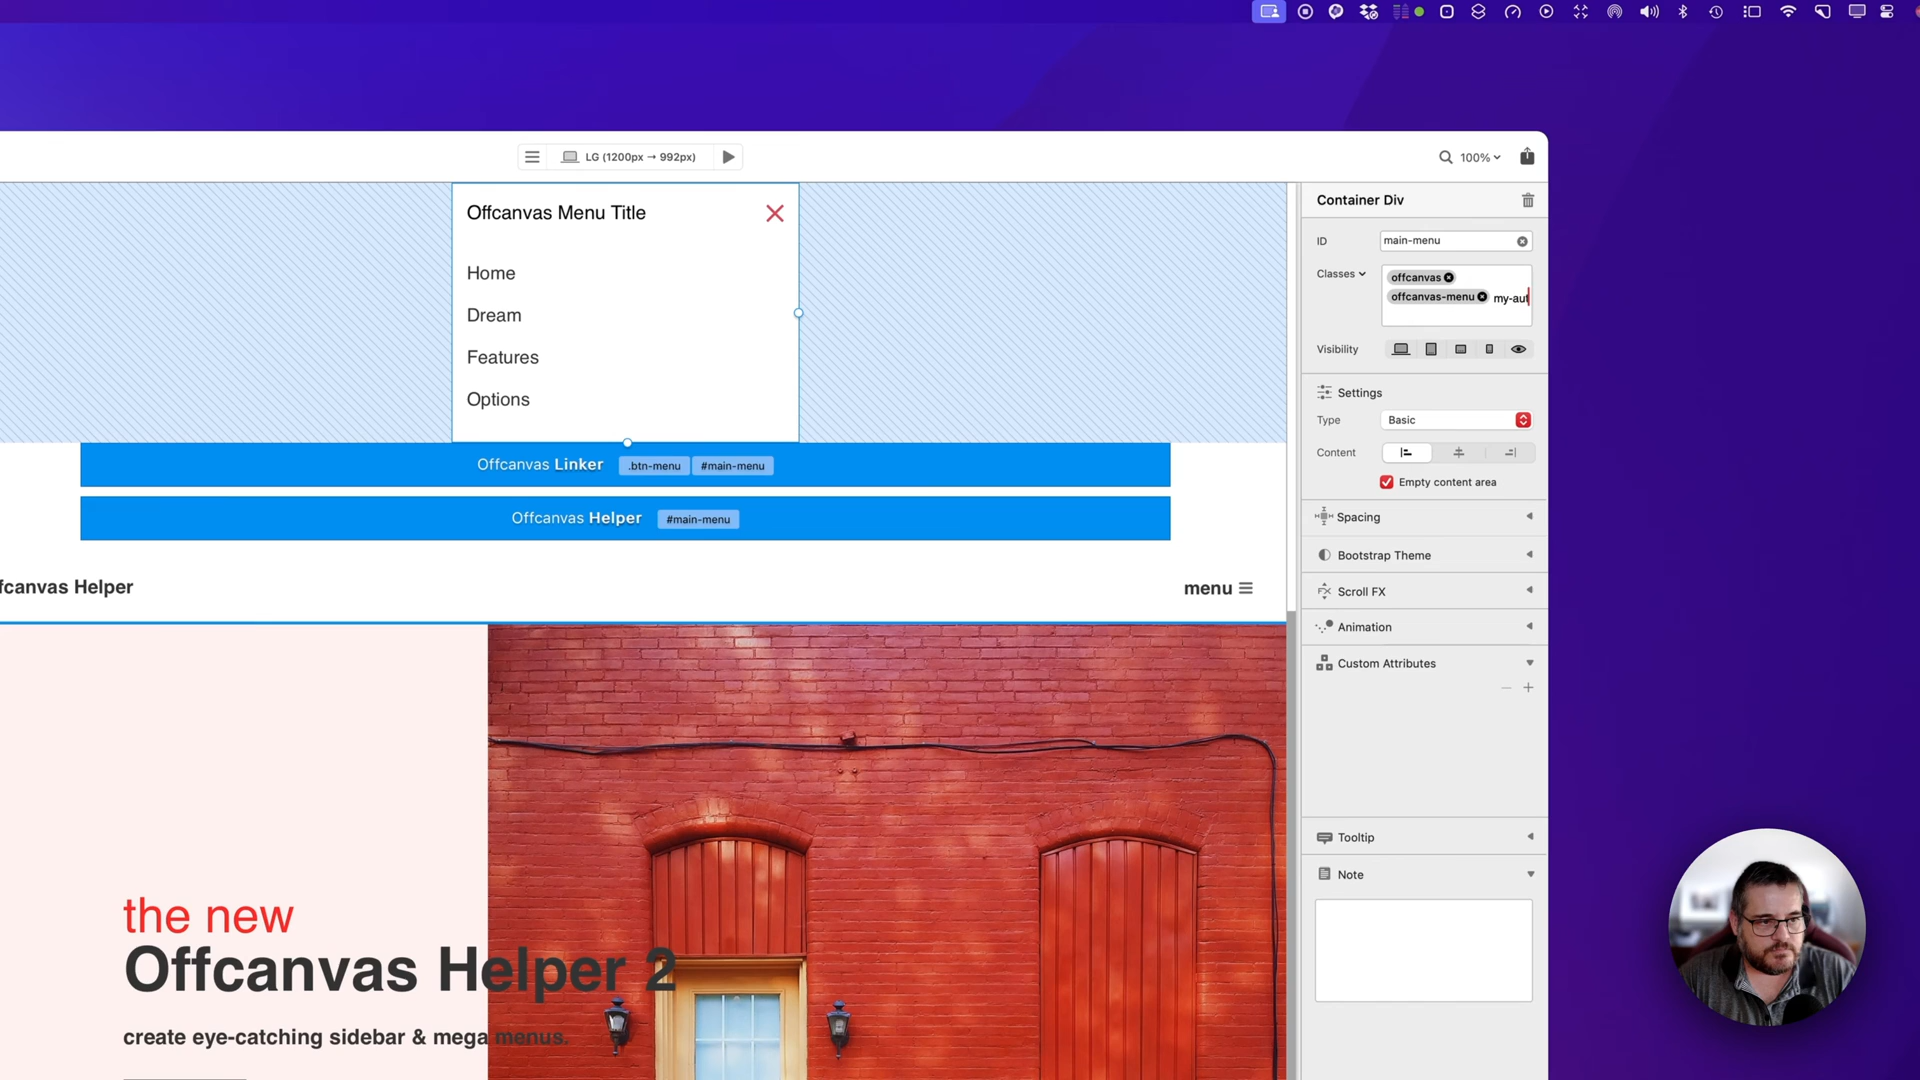 LG (1200px → 992px)
100%
Offcanvas Menu Title
Home
Dream
Features
Options
Offcanvas Linker .btn-menu #main-menu
Offcanvas Helper #main-menu
fcanvas Helper
menu
the new
Offcanvas Helper 2
create eye-catching sidebar & mega menus.
Container Div
ID main-menu
Classes offcanvas
offcanvas-menu my-aut
Visibility
Settings
Type Basic
Content
Empty content area
Spacing
Bootstrap Theme
Scroll FX
Animation
Custom Attributes
Tooltip
Note